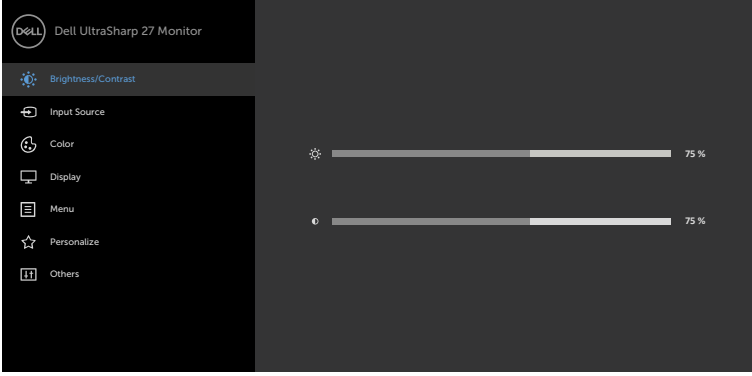 DELL
Dell UltraSharp 27 Monitor
Brightness/Contrast
Input Source
Color
75 %
Display
Menu
75 %
Personalize
Others